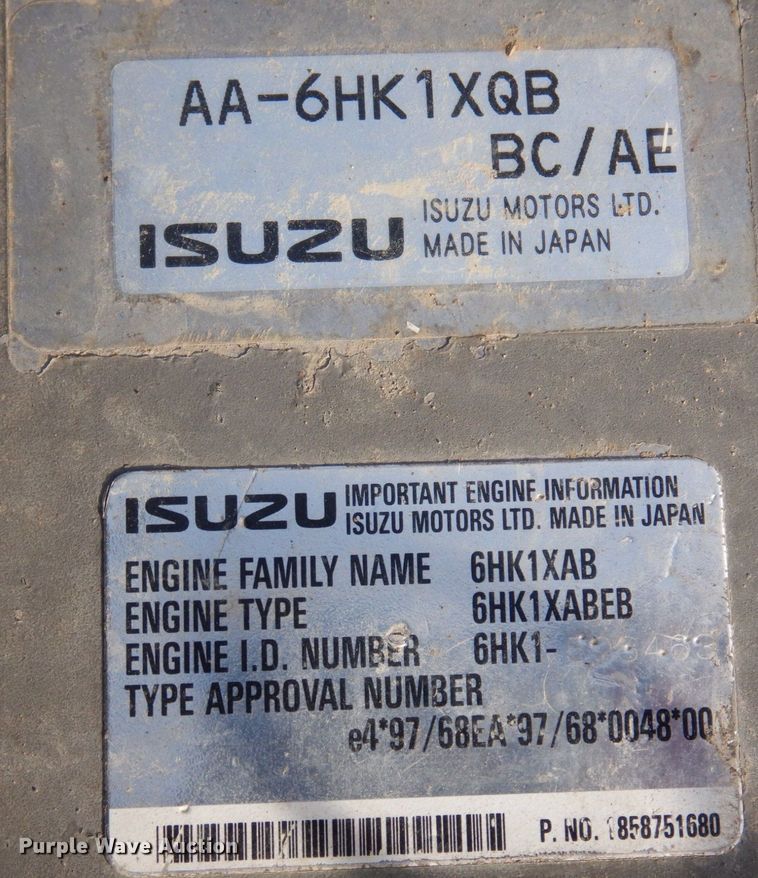 AA-6HK1XQB
BC/AE
ISUZU ISUZU MOTORS LTD.
MADE IN JAPAN
ISUZU IMPORTANT ENGINE INFORMATION
ISUZU MOTORS LTD. MADE IN JAPAN
ENGINE FAMILY NAME 6HK1XAB
ENGINE TYPE 6HK1XABEB
ENGINE I.D. NUMBER 6HK1-
TYPE APPROVAL NUMBER
e4*97/68EA*97/68*0048*00
P. NO. 1858751680
Purple Wave Auction